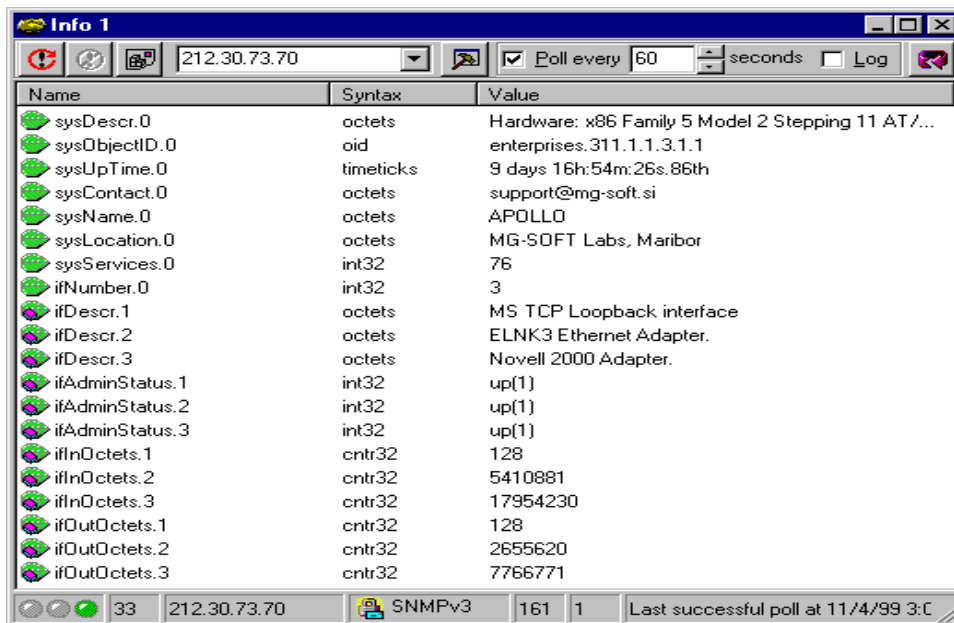 Info 1
212.30.73.70 Poll every 60 seconds Log
Name Syntax Value
sysDescr.0 octets Hardware: x86 Family 5 Model 2 Stepping 11 AT/...
sysObjectID.0 oid enterprises.311.1.1.3.1.1
sysUpTime.0 timeticks 9 days 16h:54m:26s.86th
sysContact.0 octets support@mg-soft.si
sysName.0 octets APOLLO
sysLocation.0 octets MG-SOFT Labs, Maribor
sysServices.0 int32 76
ifNumber.0 int32 3
ifDescr.1 octets MS TCP Loopback interface
ifDescr.2 octets ELNK3 Ethernet Adapter.
ifDescr.3 octets Novell 2000 Adapter.
ifAdminStatus.1 int32 up(1)
ifAdminStatus.2 int32 up(1)
ifAdminStatus.3 int32 up(1)
ifInOctets.1 cntr32 128
ifInOctets.2 cntr32 5410881
ifInOctets.3 cntr32 17954230
ifOutOctets.1 cntr32 128
ifOutOctets.2 cntr32 2655620
ifOutOctets.3 cntr32 7766771
33 212.30.73.70 SNMPv3 161 1 Last successful poll at 11/4/99 3: